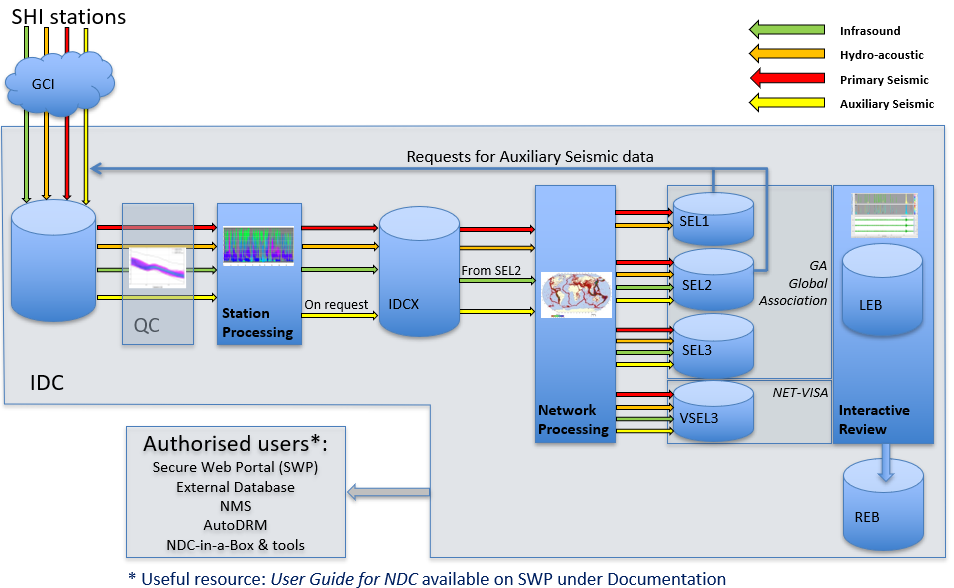 SHI stations
GCI
Infrasound
Hydro-acoustic
Primary Seismic
Auxiliary Seismic
Requests for Auxiliary Seismic data
QC
Station
Processing
On request
IDCX
From SEL2
Network
Processing
SEL1
SEL2
SEL3
VSEL3
GA
Global
Association
NET-VISA
LEB
Interactive
Review
REB
IDC
Authorised users*:
Secure Web Portal (SWP)
External Database
NMS
AutoDRM
NDC-in-a-Box & tools
* Useful resource: User Guide for NDC available on SWP under Documentation